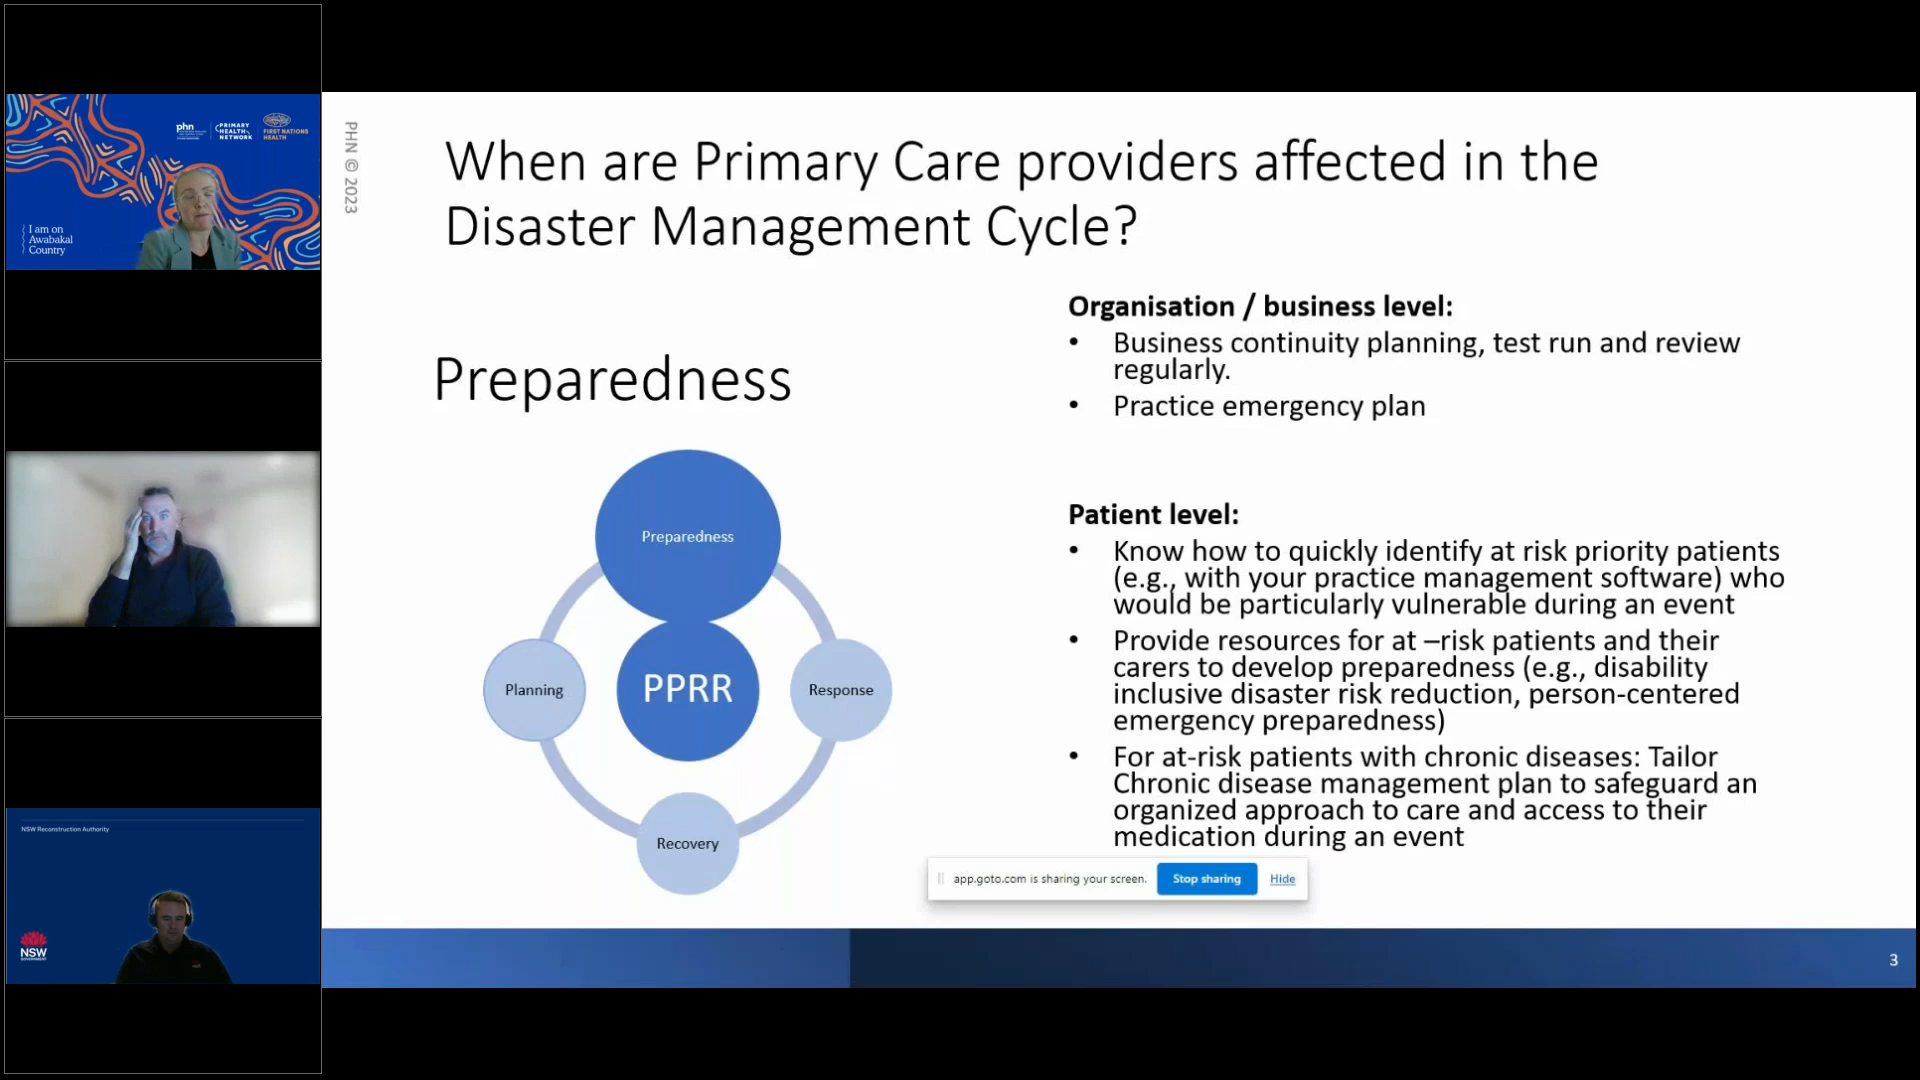 phn
PRIMARY
HEALTH
NETWORK
FIRST NATIONS
HEALTH
I am on
Awabakal
Country
NSW Reconstruction Authority
NSW
GOVERNMENT
PHN © 2023
When are Primary Care providers affected in the
Disaster Management Cycle?
Preparedness
Preparedness
Planning
PPRR
Response
Recovery
Organisation / business level:
• Business continuity planning, test run and review
regularly.
• Practice emergency plan
Patient level:
• Know how to quickly identify at risk priority patients
(e.g., with your practice management software) who
would be particularly vulnerable during an event
• Provide resources for at –risk patients and their
carers to develop preparedness (e.g., disability
inclusive disaster risk reduction, person-centered
emergency preparedness)
• For at-risk patients with chronic diseases: Tailor
Chronic disease management plan to safeguard an
organized approach to care and access to their
medication during an event
app.goto.com is sharing your screen.
Stop sharing
Hide
3